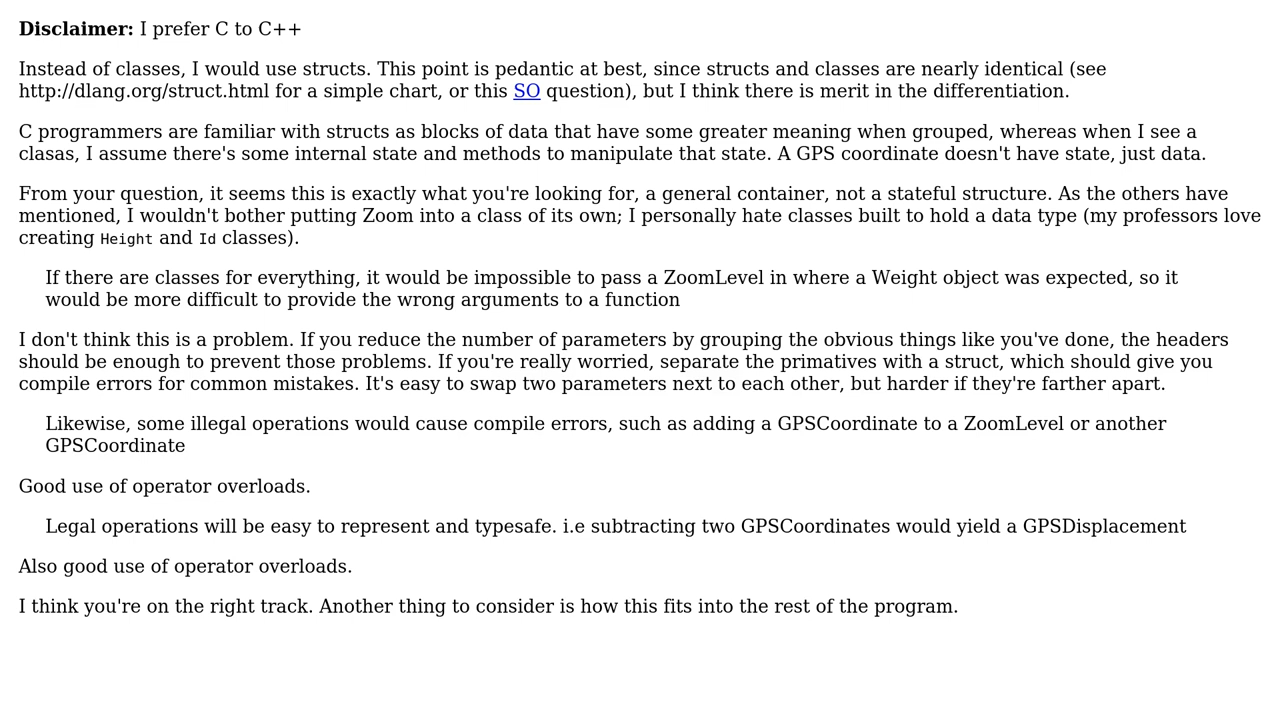 Disclaimer: I prefer C to C++
Instead of classes, I would use structs. This point is pedantic at best, since structs and classes are nearly identical (see
http://dlang.org/struct.html for a simple chart, or this SO question), but I think there is merit in the differentiation.
C programmers are familiar with structs as blocks of data that have some greater meaning when grouped, whereas when I see a
clasas, I assume there's some internal state and methods to manipulate that state. A GPS coordinate doesn't have state, just data.
From your question, it seems this is exactly what you're looking for, a general container, not a stateful structure. As the others have
mentioned, I wouldn't bother putting Zoom into a class of its own; I personally hate classes built to hold a data type (my professors love
creating Height and Id classes).
If there are classes for everything, it would be impossible to pass a ZoomLevel in where a Weight object was expected, so it
would be more difficult to provide the wrong arguments to a function
I don't think this is a problem. If you reduce the number of parameters by grouping the obvious things like you've done, the headers
should be enough to prevent those problems. If you're really worried, separate the primatives with a struct, which should give you
compile errors for common mistakes. It's easy to swap two parameters next to each other, but harder if they're farther apart.
Likewise, some illegal operations would cause compile errors, such as adding a GPSCoordinate to a ZoomLevel or another
GPSCoordinate
Good use of operator overloads.
Legal operations will be easy to represent and typesafe. i.e subtracting two GPSCoordinates would yield a GPSDisplacement
Also good use of operator overloads.
I think you're on the right track. Another thing to consider is how this fits into the rest of the program.